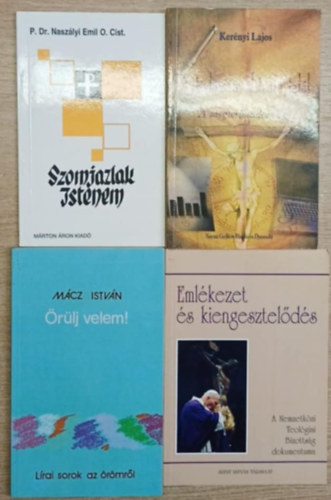 P. Dr. Naszályi Emil O. Cist.
Szomjazlak
Istenem
MÁRTON ÁRON KIADÓ
Kerényi Lajos
MÁCZ ISTVÁN
Örülj velem!
Lírai sorok az örömről
Emlékezet
és kiengesztelődés
A Nemzetközi
Teológiai
Bizottság
dokumentuma